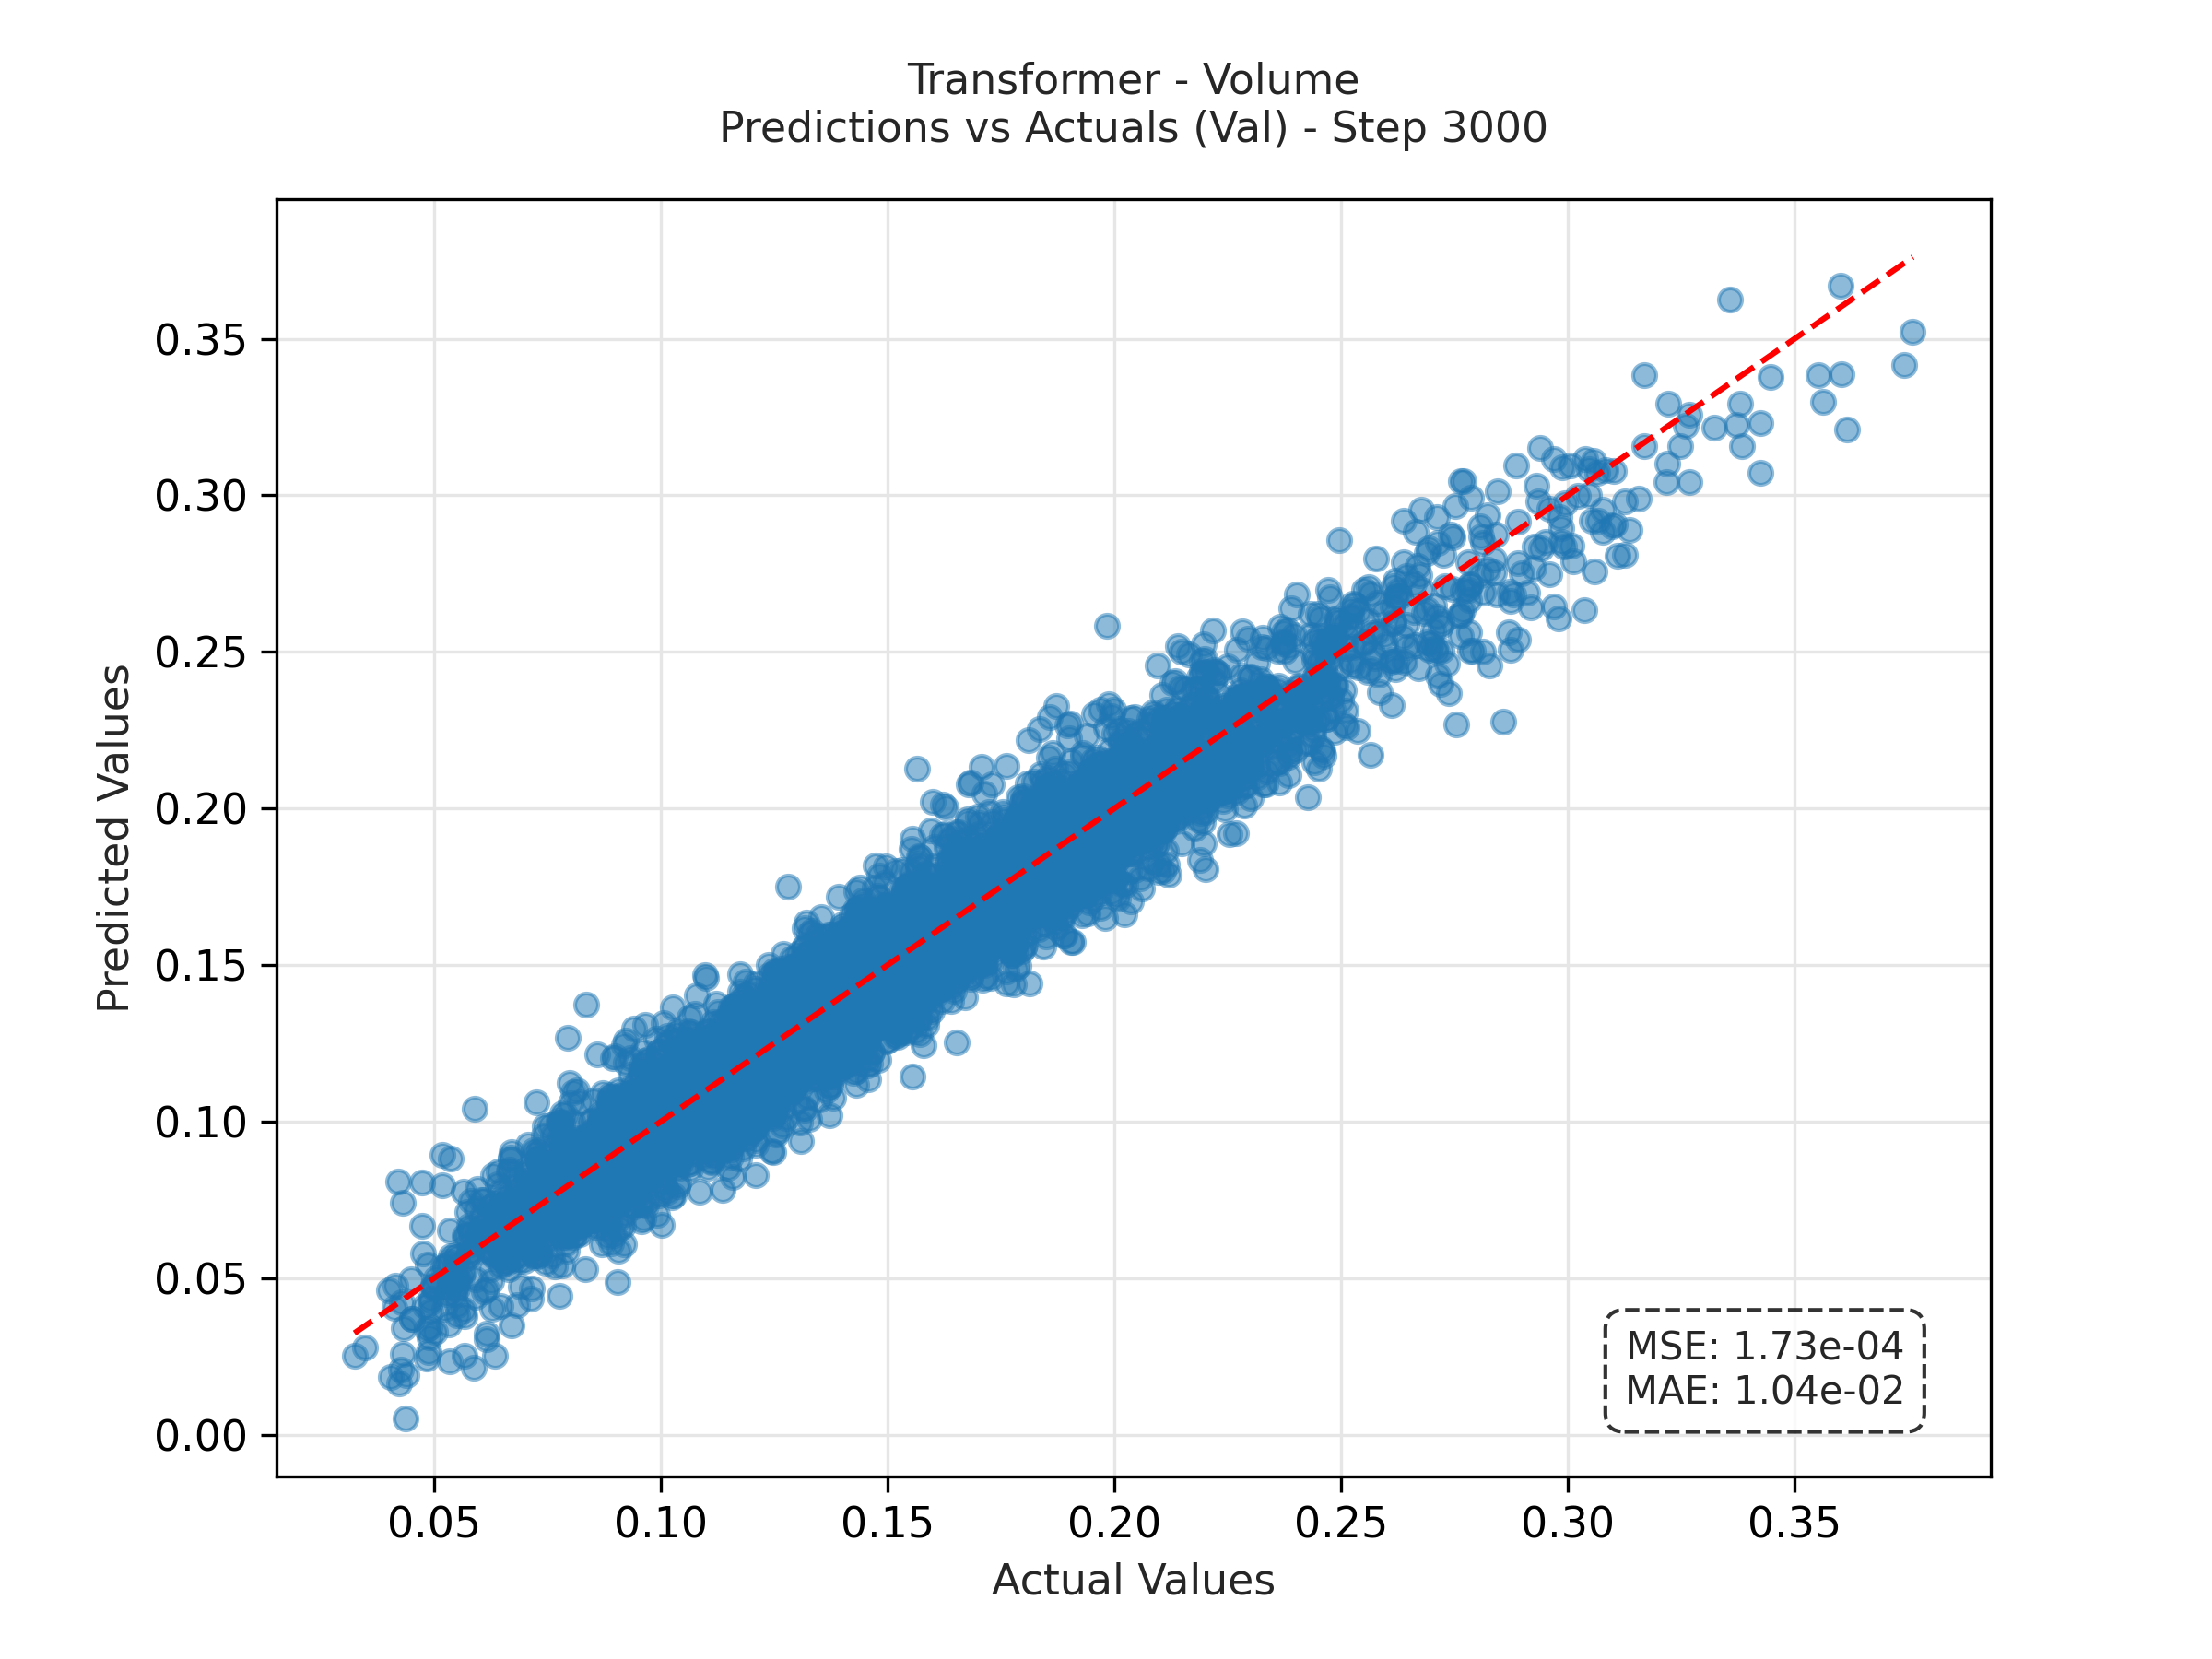 Transformer - Volume
Predictions vs Actuals (Val) - Step 3000
Predicted Values
0.35
0.30
0.25
0.20
0.15
0.10
0.05
0.00
MSE: 1.73e-04
MAE: 1.04e-02
0.05 0.10 0.15 0.20 0.25 0.30 0.35
Actual Values